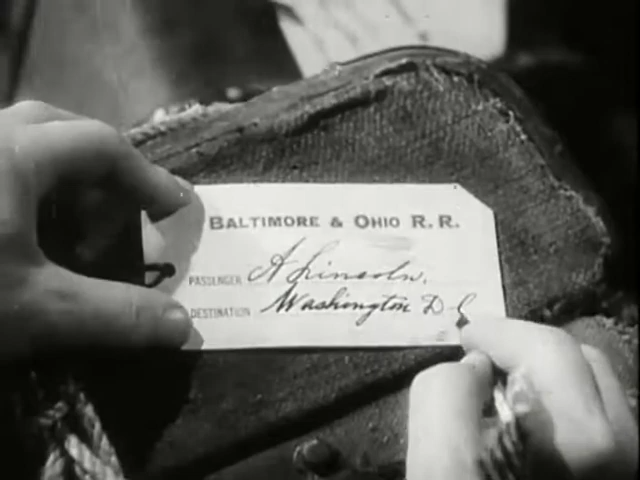 BALTIMORE & OHIO R. R.
PASSENGER A Lincoln.
DESTINATION Washington D. C